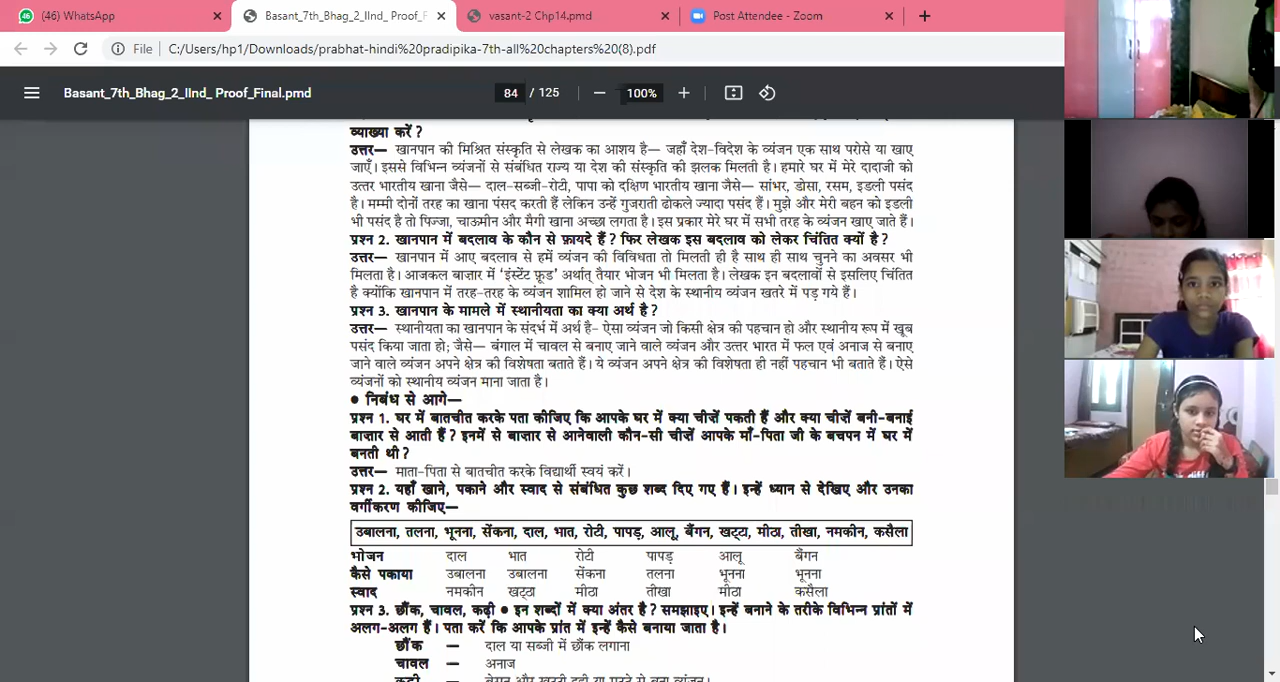 (46) WhatsApp
Basant_7th_Bhag_2_IInd_ Proof_F
vasant-2 Chp14.pmd
Post Attendee - Zoom
File
C:/Users/hp1/Downloads/prabhat-hindi%20pradipika-7th-all%20chapters%20(8).pdf
Basant_7th_Bhag_2_IInd_ Proof_Final.pmd
84 / 125
100%
व्याख्या करें ?
उत्तर— खानपान की मिश्रित संस्कृति से लेखक का आशय है— जहाँ देश-विदेश के व्यंजन एक साथ परोसे या खाए
जाएँ। इससे विभिन्न व्यंजनों से संबंधित राज्य या देश की संस्कृति की झलक मिलती है। हमारे घर में मेरे दादाजी को
उत्तर भारतीय खाना जैसे— दाल-सब्जी-रोटी, पापा को दक्षिण भारतीय खाना जैसे— सांभर, डोसा, रसम, इडली पसंद
है। मम्मी दोनों तरह का खाना पंसद करती हैं लेकिन उन्हें गुजराती ढोकले ज्यादा पसंद हैं। मुझे और मेरी बहन को इडली
भी पसंद है तो पिज्जा, चाऊमीन और मैगी खाना अच्छा लगता है। इस प्रकार मेरे घर में सभी तरह के व्यंजन खाए जाते हैं।
प्रश्न 2. खानपान में बदलाव के कौन से फ़ायदे हैं ? फिर लेखक इस बदलाव को लेकर चिंतित क्यों है ?
उत्तर— खानपान में आए बदलाव से हमें व्यंजन की विविधता तो मिलती ही है साथ ही साथ चुनने का अवसर भी
मिलता है। आजकल बाज़ार में 'इंस्टेंट फ़ूड' अर्थात् तैयार भोजन भी मिलता है। लेखक इन बदलावों से इसलिए चिंतित
है क्योंकि खानपान में तरह-तरह के व्यंजन शामिल हो जाने से देश के स्थानीय व्यंजन खतरे में पड़ गये हैं।
प्रश्न 3. खानपान के मामले में स्थानीयता का क्या अर्थ है ?
उत्तर— स्थानीयता का खानपान के संदर्भ में अर्थ है- ऐसा व्यंजन जो किसी क्षेत्र की पहचान हो और स्थानीय रूप में खूब
पसंद किया जाता हो; जैसे— बंगाल में चावल से बनाए जाने वाले व्यंजन और उत्तर भारत में फल एवं अनाज से बनाए
जाने वाले व्यंजन अपने क्षेत्र की विशेषता बताते हैं। ये व्यंजन अपने क्षेत्र की विशेषता ही नहीं पहचान भी बताते हैं। ऐसे
व्यंजनों को स्थानीय व्यंजन माना जाता है।
● निबंध से आगे—
प्रश्न 1. घर में बातचीत करके पता कीजिए कि आपके घर में क्या चीज़ें पकती हैं और क्या चीज़ें बनी-बनाई
बाज़ार से आती हैं ? इनमें से बाज़ार से आनेवाली कौन-सी चीज़ें आपके माँ-पिता जी के बचपन में घर में
बनती थी ?
उत्तर— माता-पिता से बातचीत करके विद्यार्थी स्वयं करें।
प्रश्न 2. यहाँ खाने, पकाने और स्वाद से संबंधित कुछ शब्द दिए गए हैं। इन्हें ध्यान से देखिए और उनका
वर्गीकरण कीजिए—
उबालना, तलना, भूनना, सेंकना, दाल, भात, रोटी, पापड़, आलू, बैंगन, खट्टा, मीठा, तीखा, नमकीन, कसैला
भोजन दाल भात रोटी पापड़ आलू बैंगन
कैसे पकाया उबालना उबालना सेंकना तलना भूनना भूनना
स्वाद नमकीन खट्ठा मीठा तीखा मीठा कसैला
प्रश्न 3. छौंक, चावल, कढ़ी ● इन शब्दों में क्या अंतर है ? समझाइए। इन्हें बनाने के तरीके विभिन्न प्रांतों में
अलग-अलग हैं। पता करें कि आपके प्रांत में इन्हें कैसे बनाया जाता है।
छौंक — दाल या सब्जी में छौंक लगाना
चावल — अनाज